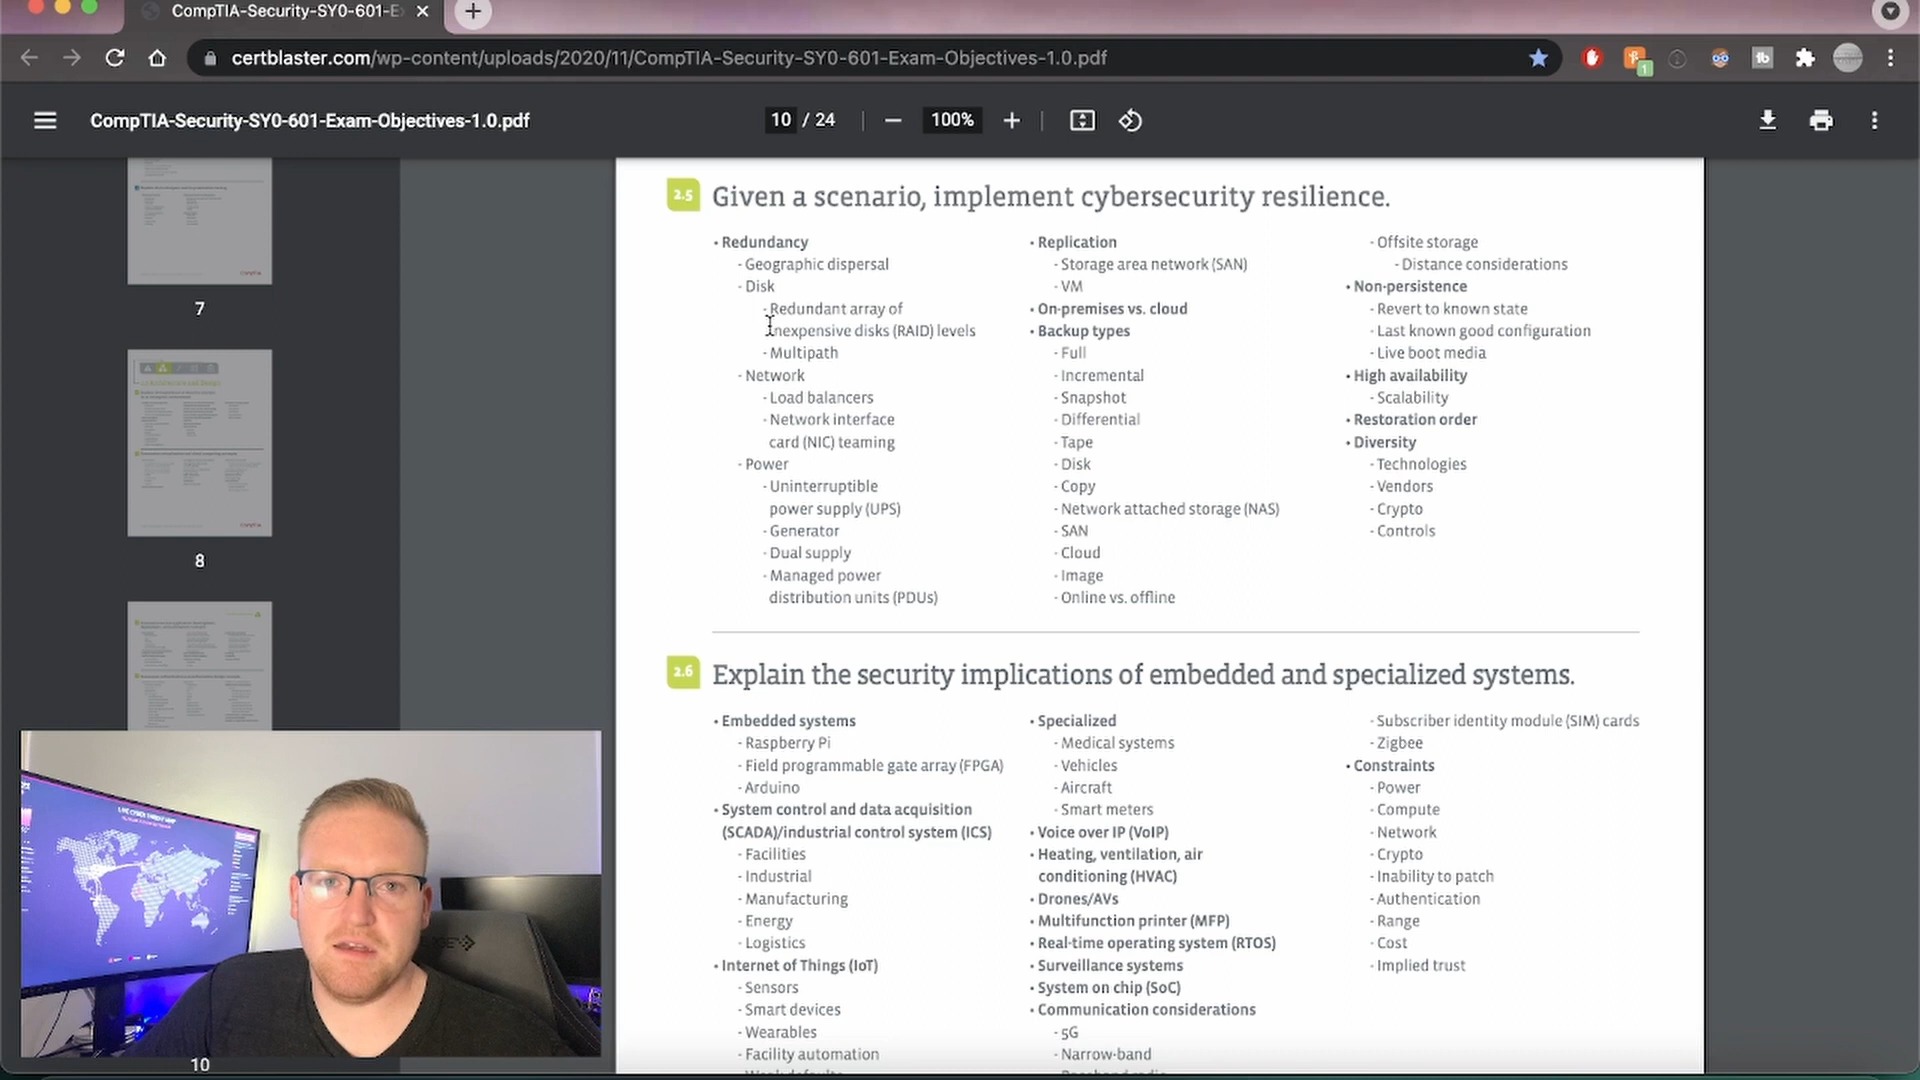 CompTIA-Security-SY0-601-E
certblaster.com/wp-content/uploads/2020/11/CompTIA-Security-SY0-601-Exam-Objectives-1.0.pdf
1
tb
CompTIA-Security-SY0-601-Exam-Objectives-1.0.pdf
10 / 24
100%
7
8
10
2.5 Given a scenario, implement cybersecurity resilience.
• Redundancy
- Geographic dispersal
- Disk
- Redundant array of
inexpensive disks (RAID) levels
- Multipath
- Network
- Load balancers
- Network interface
card (NIC) teaming
- Power
- Uninterruptible
power supply (UPS)
- Generator
- Dual supply
- Managed power
distribution units (PDUs)
• Replication
- Storage area network (SAN)
- VM
• On-premises vs. cloud
• Backup types
- Full
- Incremental
- Snapshot
- Differential
- Tape
- Disk
- Copy
- Network attached storage (NAS)
- SAN
- Cloud
- Image
- Online vs. offline
- Offsite storage
- Distance considerations
• Non-persistence
- Revert to known state
- Last known good configuration
- Live boot media
• High availability
- Scalability
• Restoration order
• Diversity
- Technologies
- Vendors
- Crypto
- Controls
2.6 Explain the security implications of embedded and specialized systems.
• Embedded systems
- Raspberry Pi
- Field programmable gate array (FPGA)
- Arduino
• System control and data acquisition
(SCADA)/industrial control system (ICS)
- Facilities
- Industrial
- Manufacturing
- Energy
- Logistics
• Internet of Things (IoT)
- Sensors
- Smart devices
- Wearables
- Facility automation
• Specialized
- Medical systems
- Vehicles
- Aircraft
- Smart meters
• Voice over IP (VoIP)
• Heating, ventilation, air
conditioning (HVAC)
• Drones/AVs
• Multifunction printer (MFP)
• Real-time operating system (RTOS)
• Surveillance systems
• System on chip (SoC)
• Communication considerations
- 5G
- Narrow-band
- Subscriber identity module (SIM) cards
- Zigbee
• Constraints
- Power
- Compute
- Network
- Crypto
- Inability to patch
- Authentication
- Range
- Cost
- Implied trust
LIVE CYBER THREAT MAP